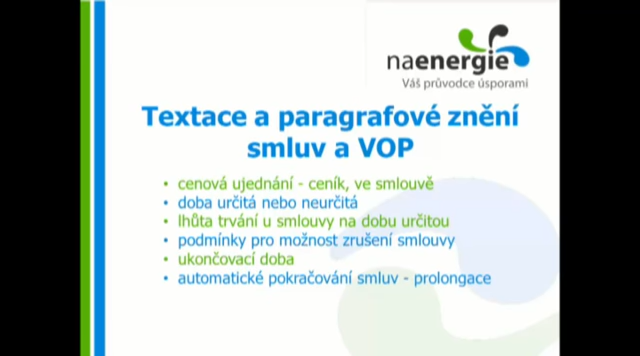 naenergie
Váš průvodce úsporami
Textace a paragrafové znění
smluv a VOP
• cenová ujednání - ceník, ve smlouvě
• doba určitá nebo neurčitá
• lhůta trvání u smlouvy na dobu určitou
• podmínky pro možnost zrušení smlouvy
• ukončovací doba
• automatické pokračování smluv - prolongace